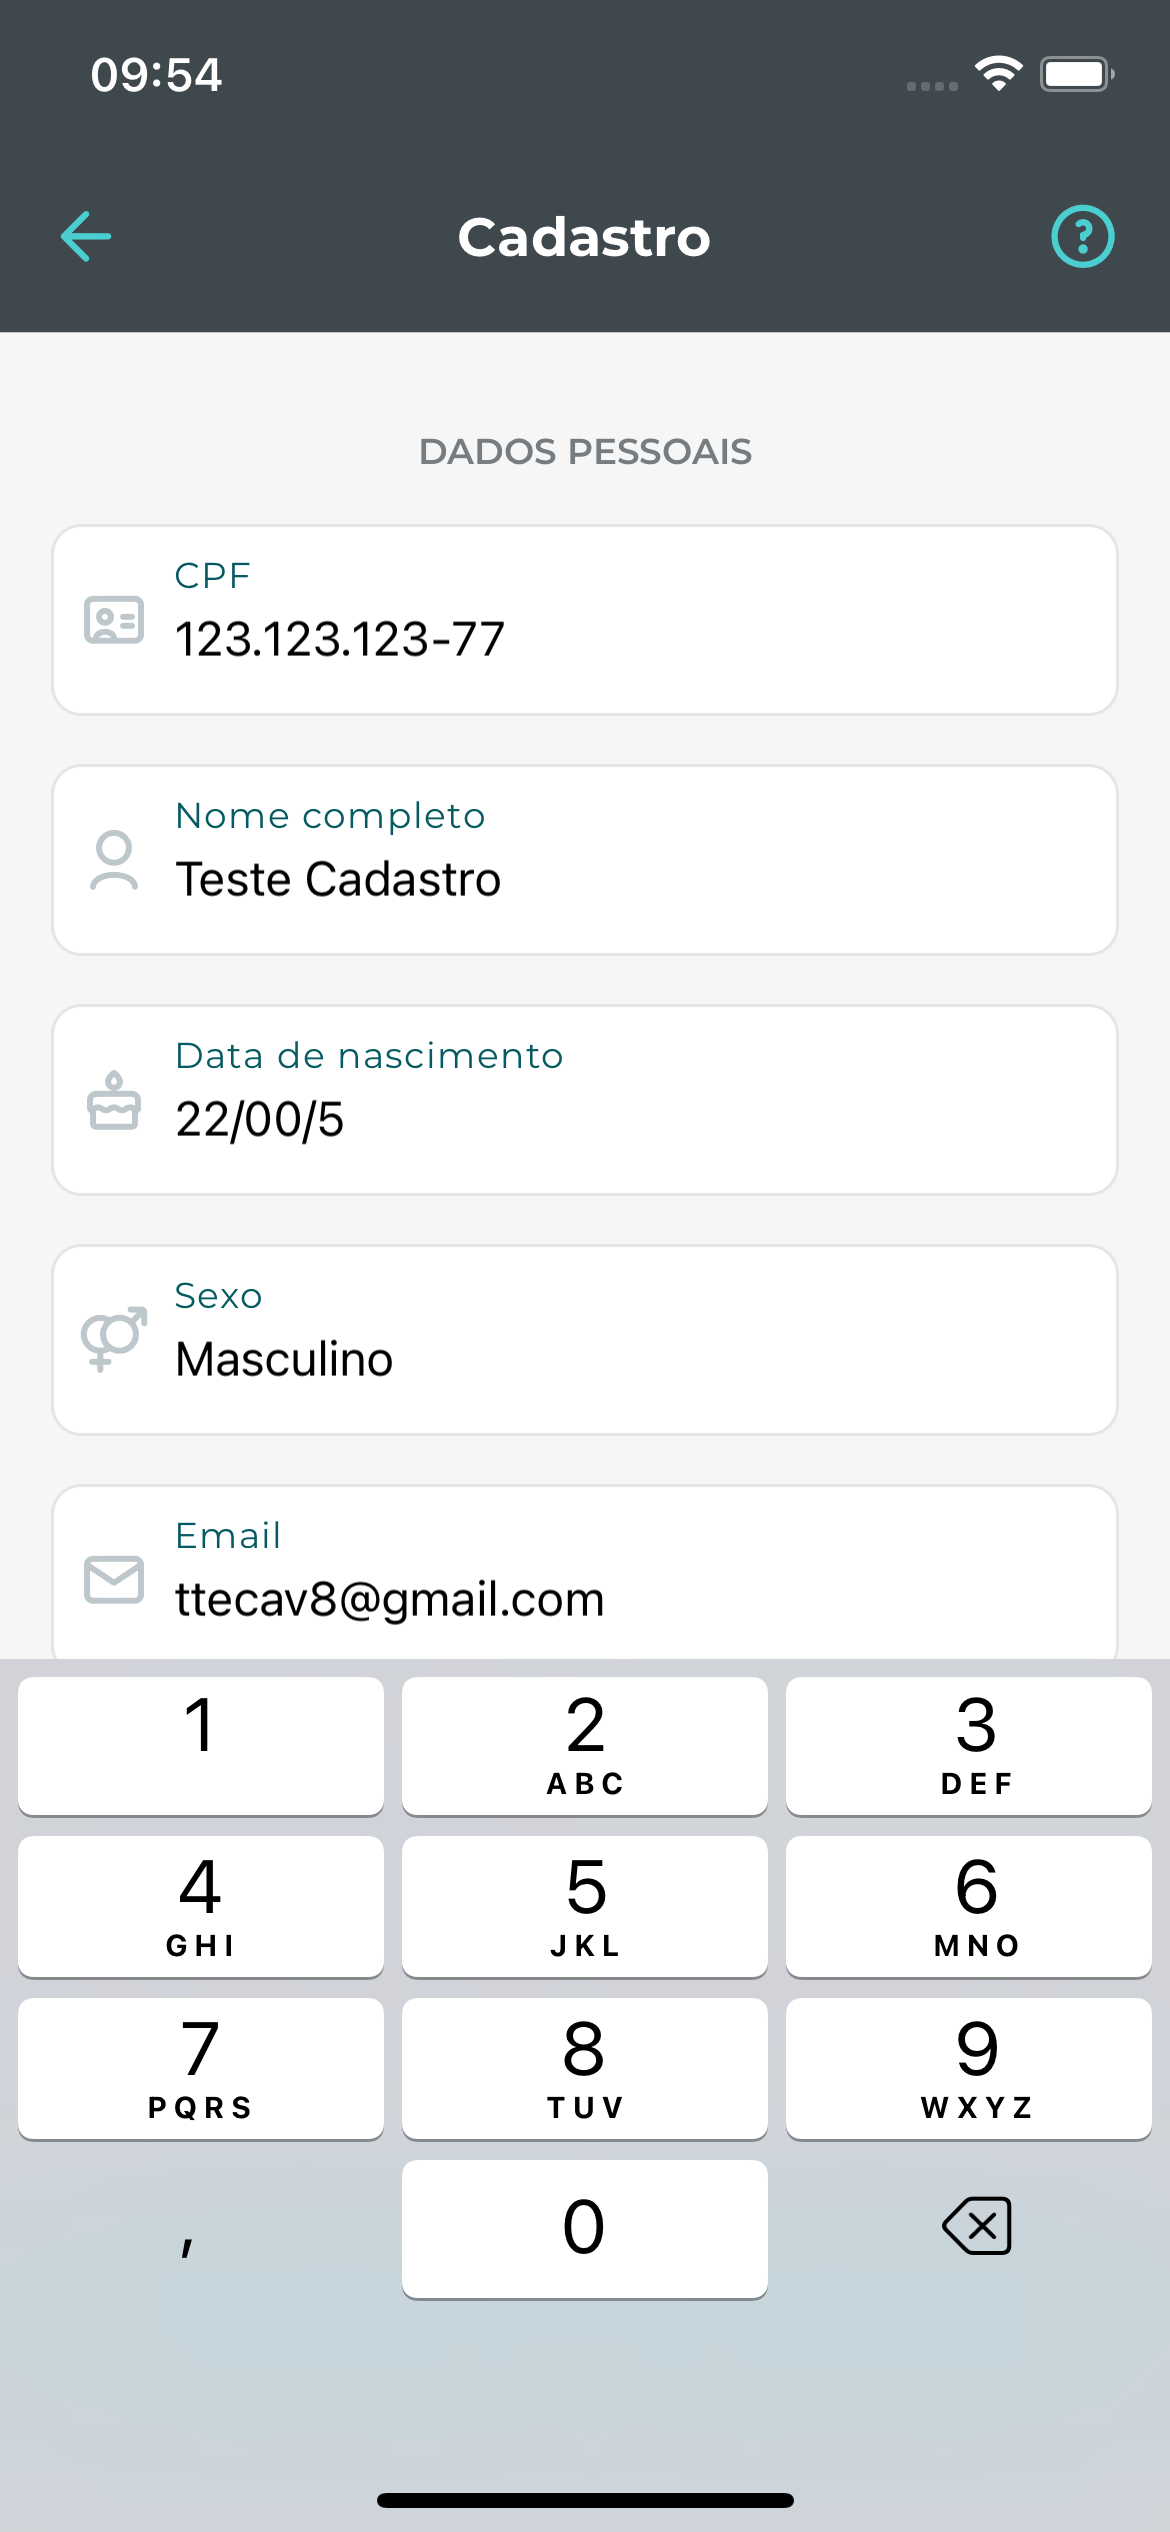 09:54
Cadastro
DADOS PESSOAIS
CPF
123.123.123-77
Nome completo
Teste Cadastro
Data de nascimento
22/00/5
Sexo
Masculino
Email
ttecav8@gmail.com
1
2
ABC
3
DEF
4
GHI
5
JKL
6
MNO
7
PQRS
8
TUV
9
WXYZ
,
0